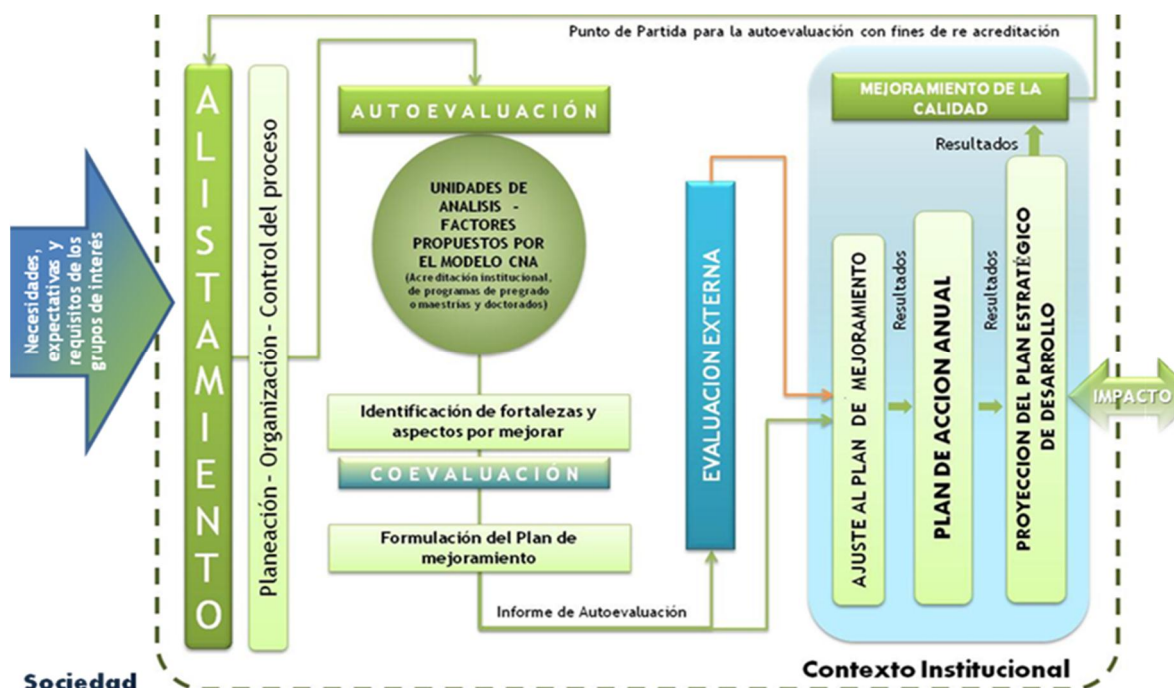 Punto de Partida para la autoevaluación con fines de re acreditación
Necesidades,
expectativas y
requisitos de los
grupos de interés
ALISTAMIENTO
Planeación - Organización - Control del proceso
AUTOEVALUACIÓN
UNIDADES DE
ANALISIS -
FACTORES
PROPUESTOS POR
EL MODELO CNA
(Acreditación institucional,
de programas de pregrado
o maestrías y doctorados)
Identificación de fortalezas y
aspectos por mejorar
COEVALUACIÓN
Formulación del Plan de
mejoramiento
Informe de Autoevaluación
EVALUACION EXTERNA
MEJORAMIENTO DE LA
CALIDAD
Resultados
AJUSTE AL PLAN DE MEJORAMIENTO
Resultados
PLAN DE ACCION ANUAL
Resultados
PROYECCION DEL PLAN ESTRATÉGICO
DE DESARROLLO
IMPACTO
Contexto Institucional
Sociedad